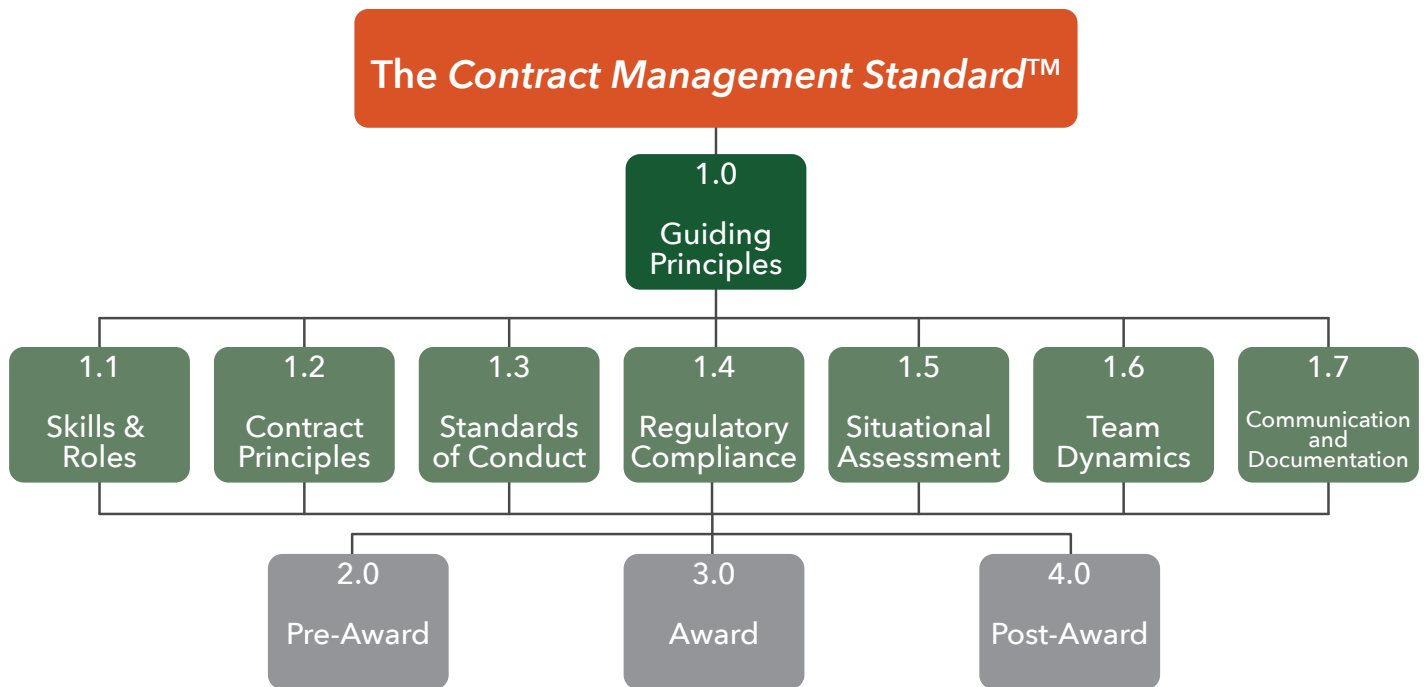 The Contract Management Standard™
1.0
Guiding
Principles
1.1
Skills &
Roles
1.2
Contract
Principles
1.3
Standards
of Conduct
1.4
Regulatory
Compliance
1.5
Situational
Assessment
1.6
Team
Dynamics
1.7
Communication
and
Documentation
2.0
Pre-Award
3.0
Award
4.0
Post-Award